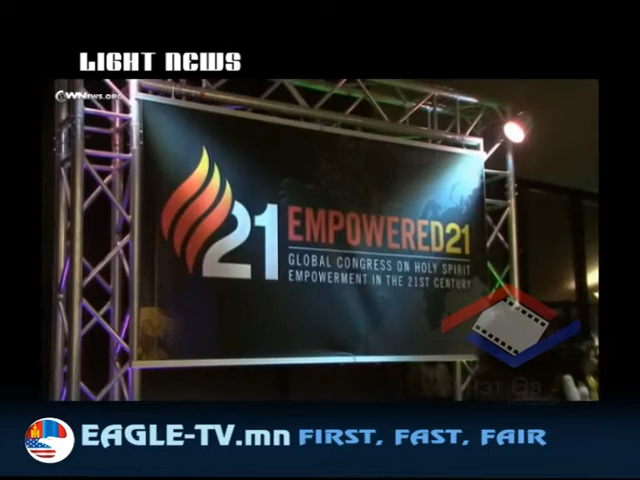 LIGHT NEWS
CWNEWS.ORG
21
EMPOWERED21
GLOBAL CONGRESS ON HOLY SPIRIT
EMPOWERMENT IN THE 21ST CENTURY
EAGLE-TV.mn FIRST, FAST, FAIR